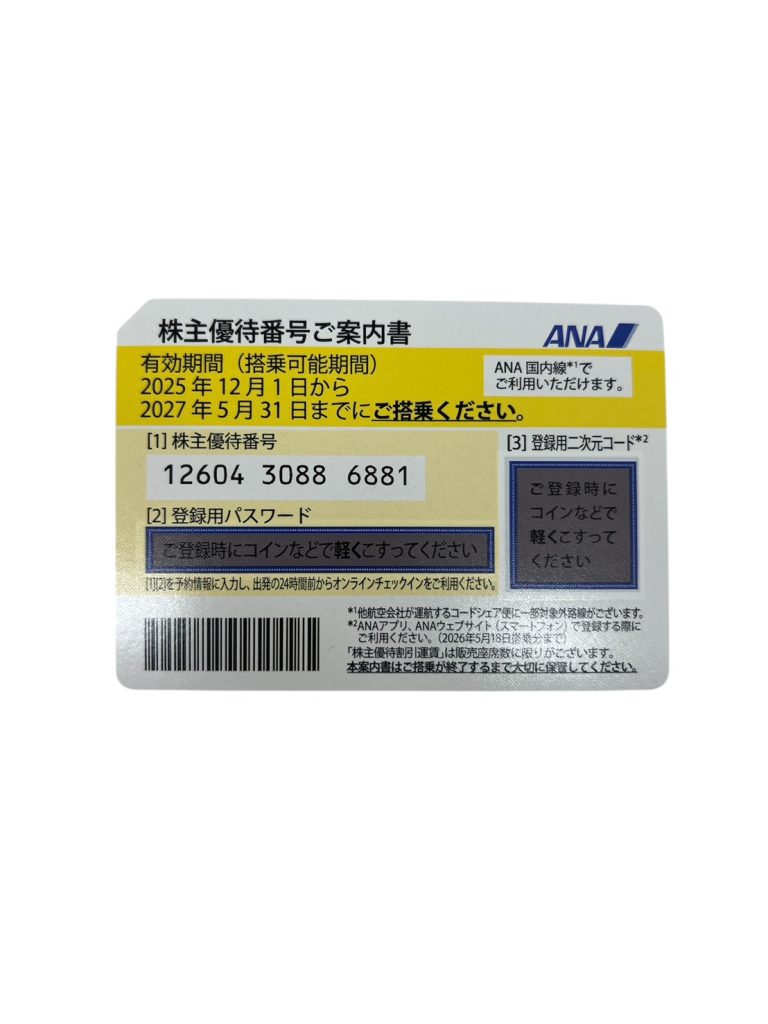 株主優待番号ご案内書
ANA
有効期間（搭乗可能期間）
2025年12月1日から
2027年5月31日までにご搭乗ください。
ANA国内線*1で
ご利用いただけます。
[1] 株主優待番号
12604 3088 6881
[2] 登録用パスワード
ご登録時にコインなどで軽くこすってください
[1][2]を予約情報に入力し、出発の24時間前からオンラインチェックインをご利用ください。
[3] 登録用二次元コード*2
ご登録時に
コインなどで
軽くこすって
ください
*1他航空会社が運航するコードシェア便に一部対象外路線がございます。
*2ANAアプリ、ANAウェブサイト（スマートフォン）で登録する際に
ご利用ください。（2026年5月18日搭乗分まで）
「株主優待割引運賃」は販売座席数に限りがございます。
本案内書はご搭乗が終了するまで大切に保管してください。